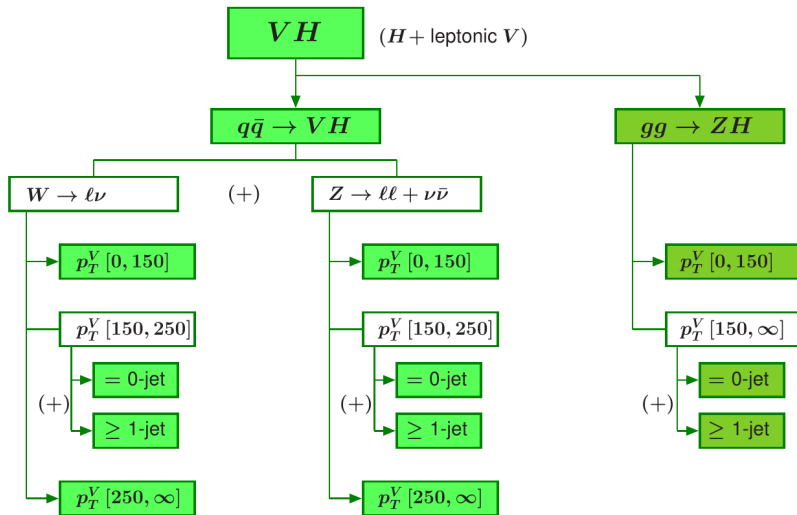 VH (H + leptonic V)
qq̄ → VH
gg → ZH
W → ℓν
(+)
Z → ℓℓ + νν̄
p_T^V [0, 150]
p_T^V [0, 150]
p_T^V [0, 150]
p_T^V [150, 250]
p_T^V [150, 250]
p_T^V [150, ∞]
= 0-jet
= 0-jet
= 0-jet
(+)
(+)
(+)
≥ 1-jet
≥ 1-jet
≥ 1-jet
p_T^V [250, ∞]
p_T^V [250, ∞]